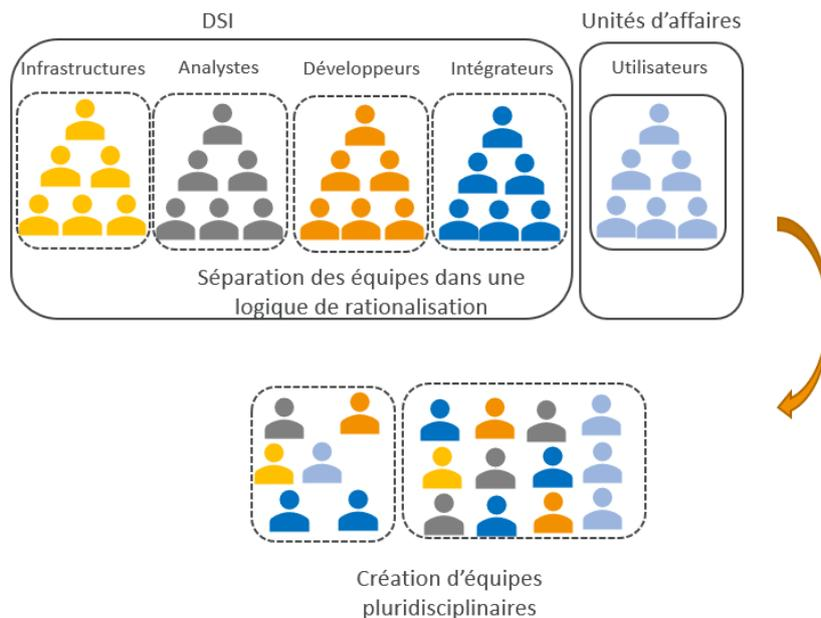 DSI
Unités d’affaires
Infrastructures
Analystes
Développeurs
Intégrateurs
Utilisateurs
Séparation des équipes dans une
logique de rationalisation
Création d’équipes
pluridisciplinaires